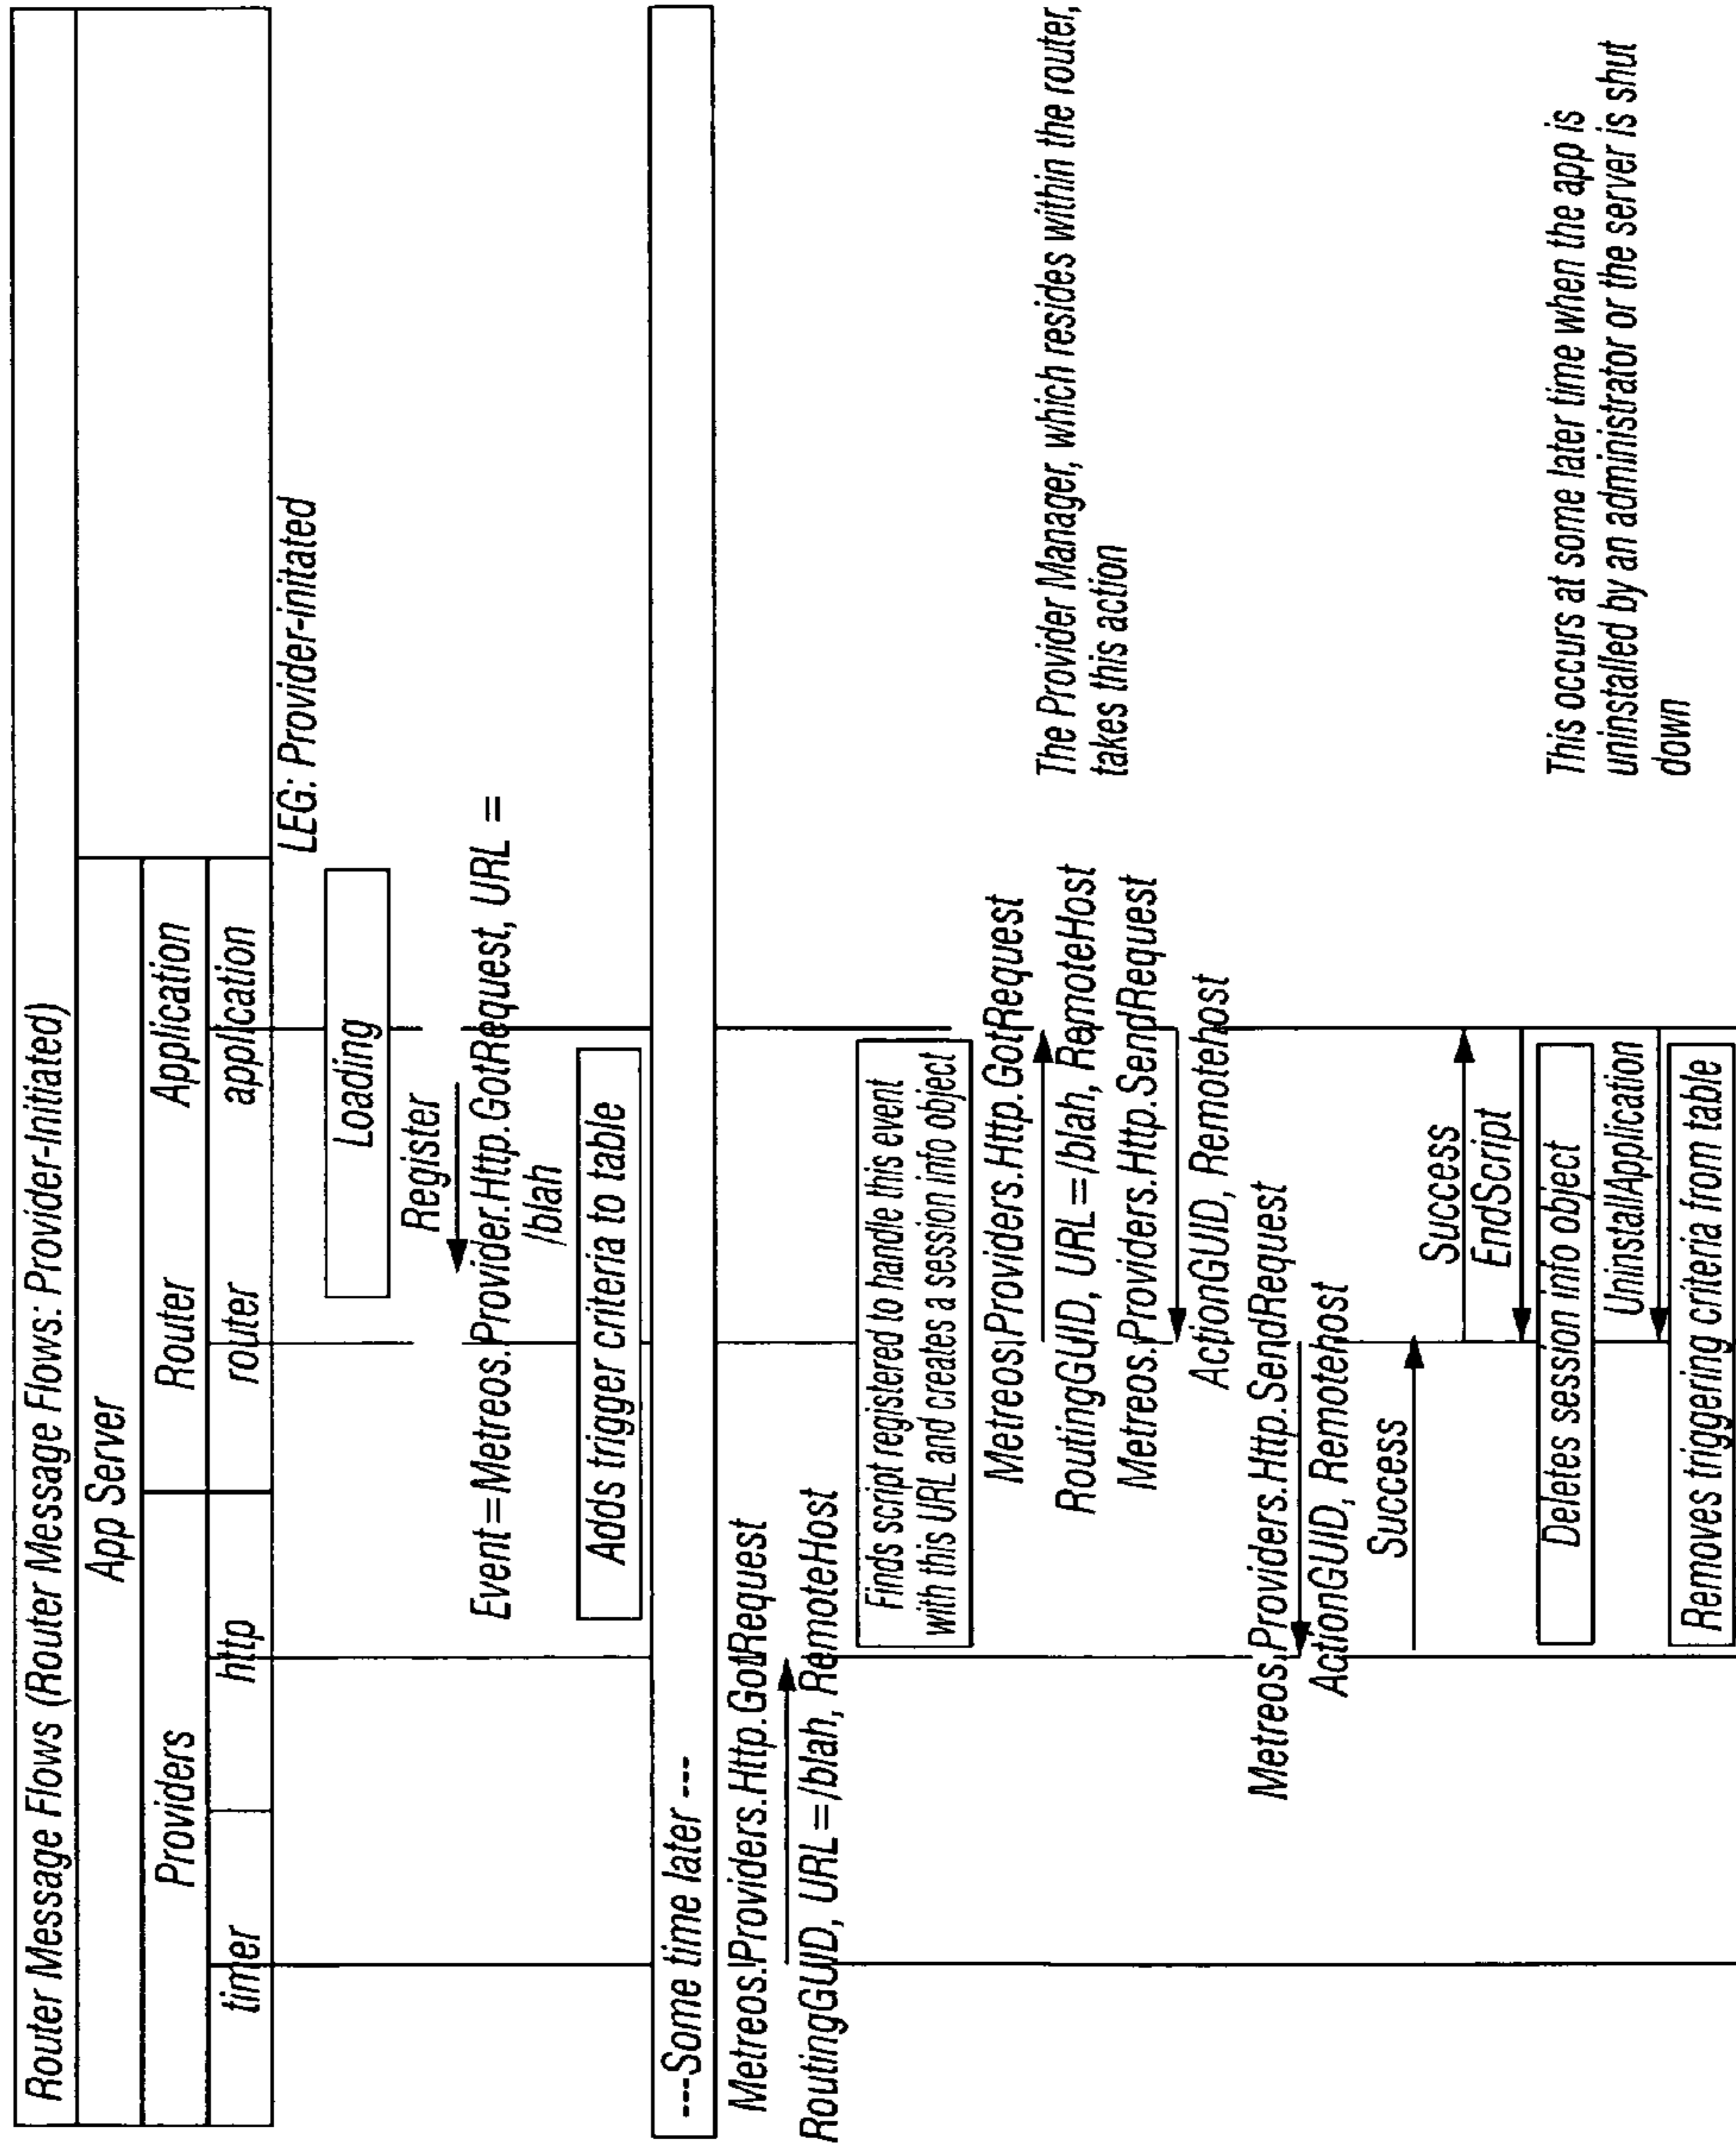 Router Message Flows (Router Message Flows: Provider-Initiated)
App Server
Providers
Router
Application
timer
http
router
application
LEG: Provider-initated
Loading
Register
Event=Metreos.Provider.Http.GotRequest, URL =
/blah
Adds trigger criteria to table
---Some time later ---
Metreos.Providers.Http.GotRequest
RoutingGUID, URL=/blah, RemoteHost
Finds script registered to handle this event
with this URL and creates a session into object
Metreos.Providers.Http.GotRequest
RoutingGUID, URL=/blah, RemoteHost
The Provider Manager, which resides within the router,
takes this action
Metreos.Providers.Http.SendRequest
ActionGUID, Remotehost
Metreos.Providers.Http.SendRequest
ActionGUID, Remotehost
Success
Success
EndScript
Deletes session info object
This occurs at some later time when the app is
uninstalled by an administrator or the server is shut
down
UninstallApplication
Removes triggering criteria from table